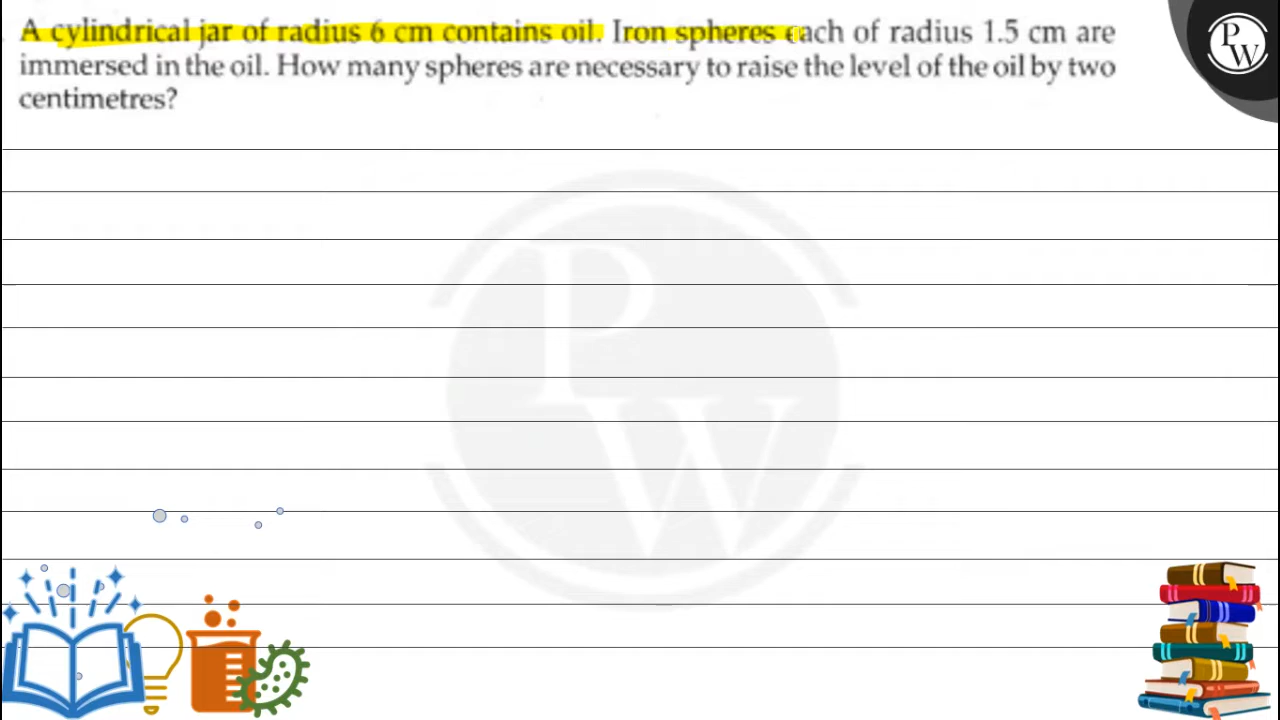 A cylindrical jar of radius 6 cm contains oil. Iron spheres each of radius 1.5 cm are
immersed in the oil. How many spheres are necessary to raise the level of the oil by two
centimetres?
P
W
P
W